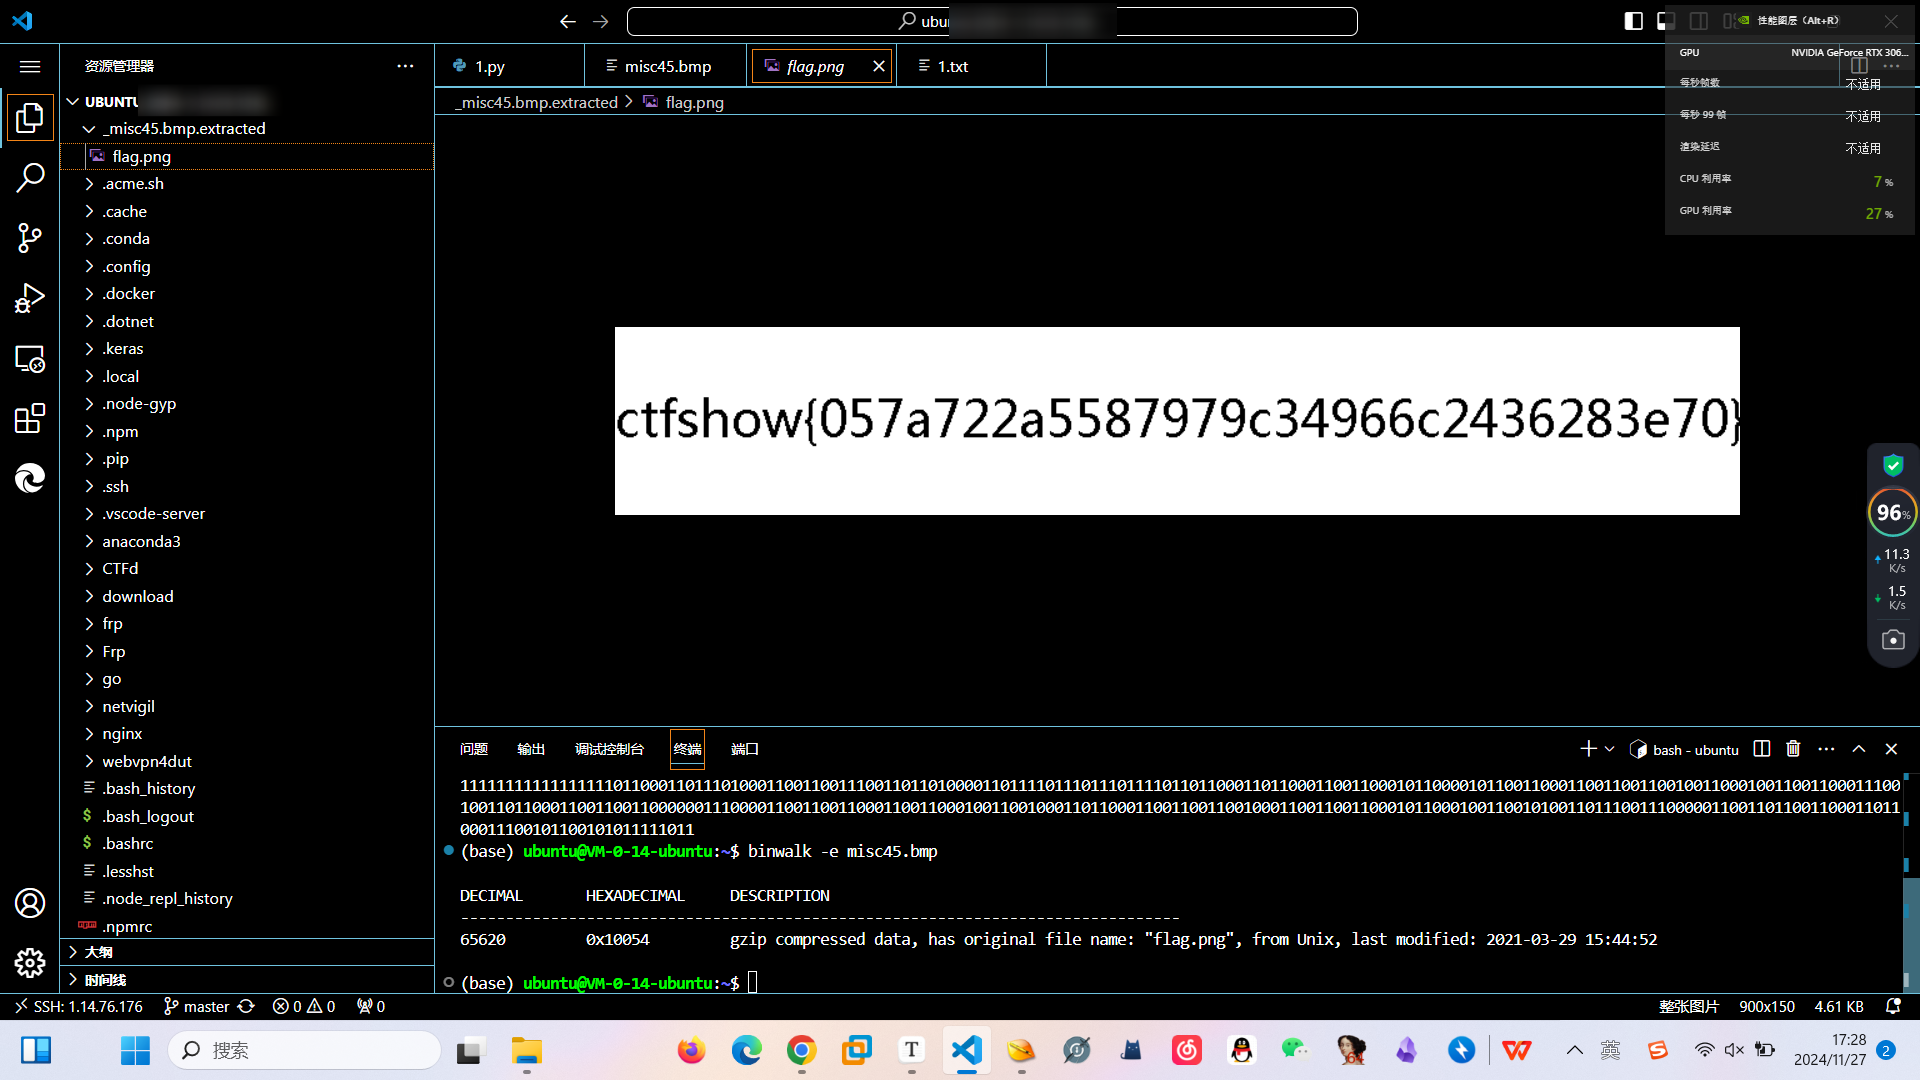 ubu
性能图层（Alt+R）
GPU NVIDIA GeForce RTX 306...
每秒帧数 不适用
每秒 99 帧 不适用
渲染延迟 不适用
CPU 利用率 7 %
GPU 利用率 27 %
资源管理器
1.py
misc45.bmp
flag.png
1.txt
_misc45.bmp.extracted
flag.png
UBUNTU
_misc45.bmp.extracted
flag.png
.acme.sh
.cache
.conda
.config
.docker
.dotnet
.keras
.local
.node-gyp
.npm
.pip
.ssh
.vscode-server
anaconda3
CTFd
download
frp
Frp
go
netvigil
nginx
webvpn4dut
.bash_history
.bash_logout
.bashrc
.lesshst
.node_repl_history
.npmrc
大纲
时间线
ctfshow{057a722a5587979c34966c2436283e70}
96%
11.3
K/s
1.5
K/s
问题 输出 调试控制台 终端 端口
bash - ubuntu
000111001011001010111111011
(base) ubuntu@VM-0-14-ubuntu:~$ binwalk -e misc45.bmp
DECIMAL HEXADECIMAL DESCRIPTION
--------------------------------------------------------------------------------
65620 0x10054 gzip compressed data, has original file name: "flag.png", from Unix, last modified: 2021-03-29 15:44:52
(base) ubuntu@VM-0-14-ubuntu:~$
SSH: 1.14.76.176 master 0 0 0
整张图片 900x150 4.61 KB
搜索
英
17:28
2024/11/27
2